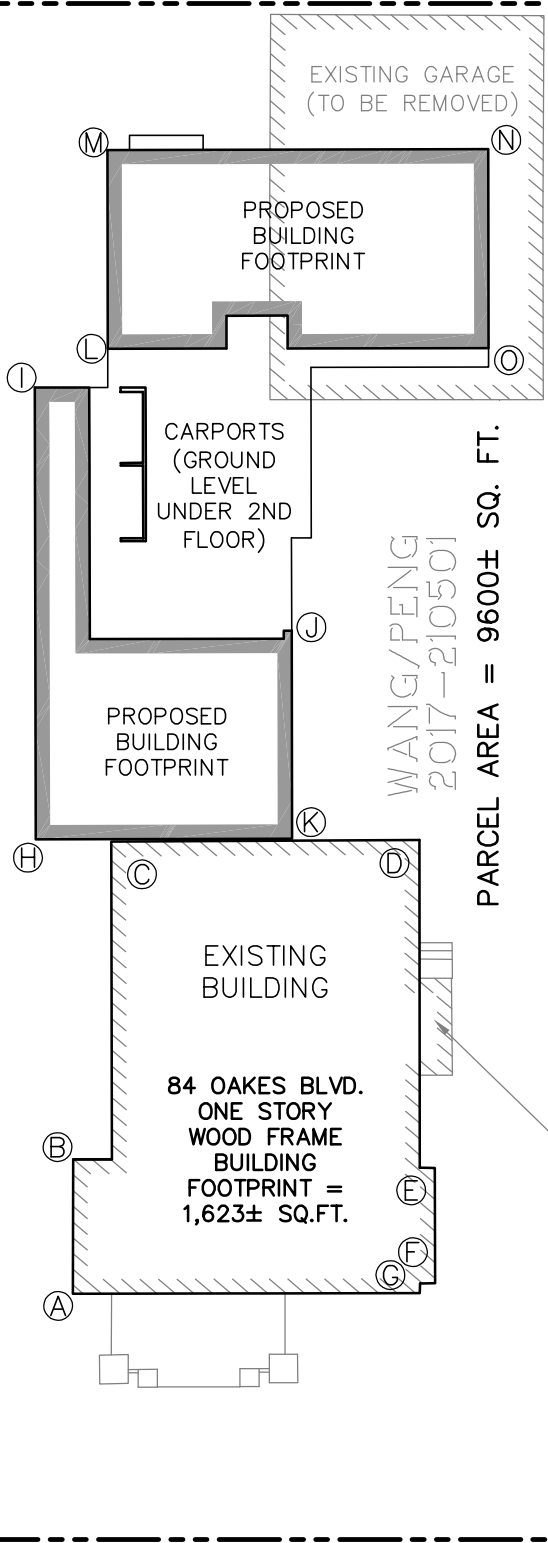 EXISTING GARAGE
(TO BE REMOVED)
M
N
PROPOSED
BUILDING
FOOTPRINT
L
O
I
CARPORTS
(GROUND
LEVEL
UNDER 2ND
FLOOR)
WANG/PENG
2017-210501
PARCEL AREA = 9600± SQ. FT.
J
PROPOSED
BUILDING
FOOTPRINT
K
H
C
D
EXISTING
BUILDING
84 OAKES BLVD.
ONE STORY
WOOD FRAME
BUILDING
FOOTPRINT =
1,623± SQ.FT.
B
E
F
G
A